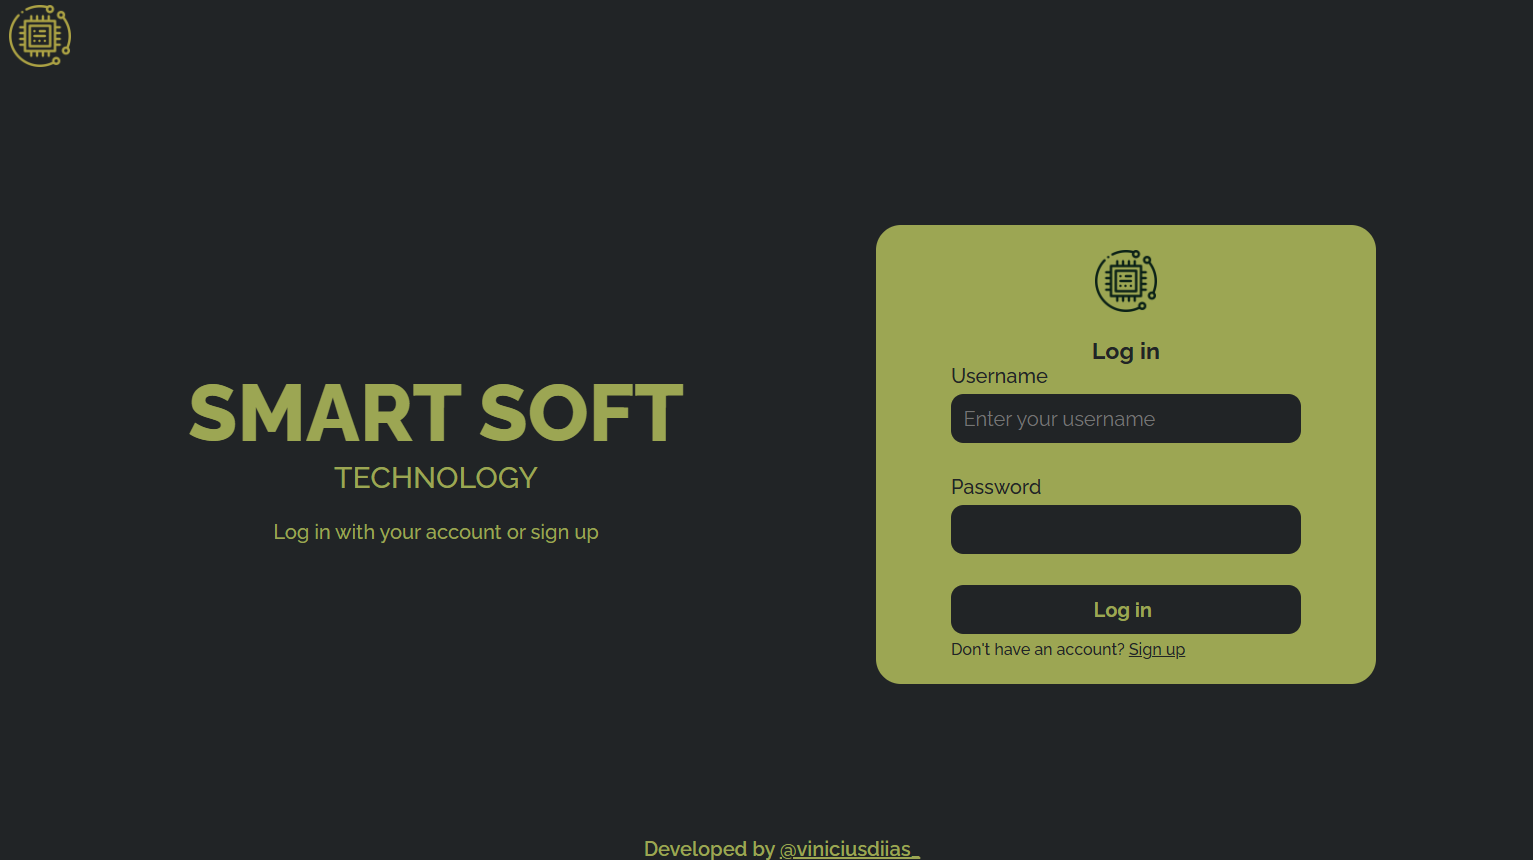 SMART SOFT
TECHNOLOGY
Log in with your account or sign up
Log in
Username
Enter your username
Password
Log in
Don't have an account? Sign up
Developed by @viniciusdiias_